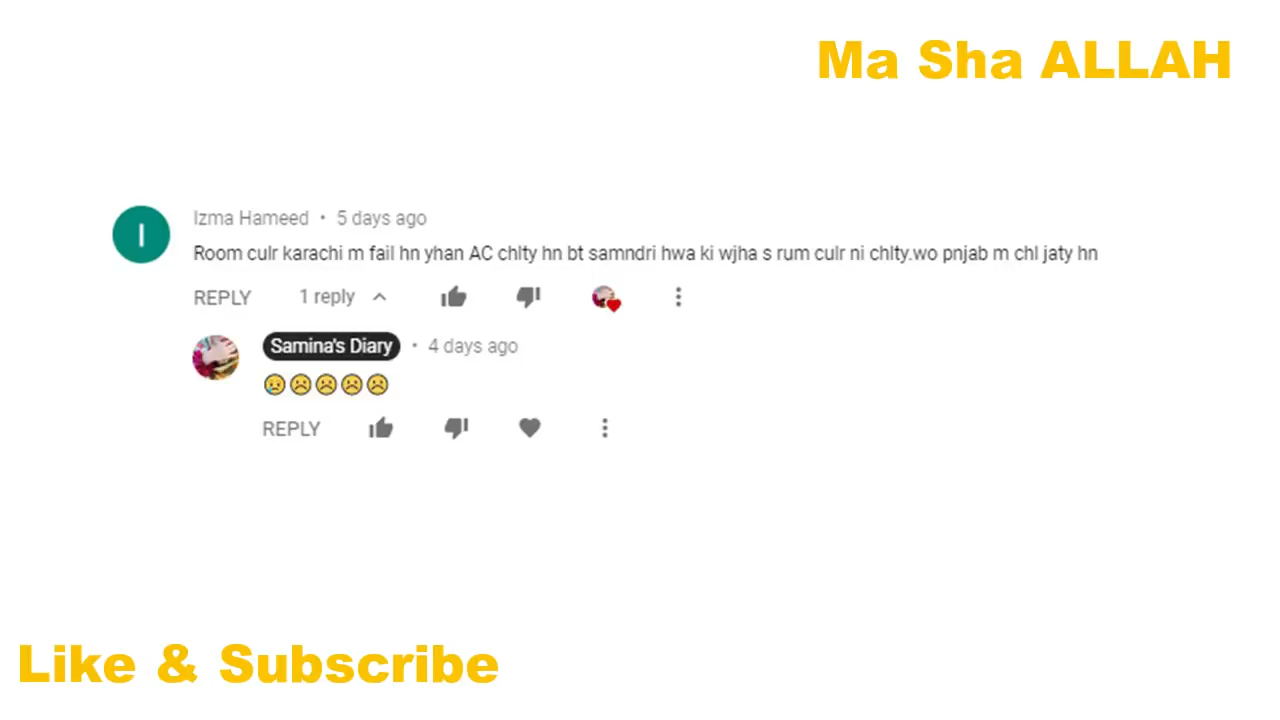 Ma Sha ALLAH
Izma Hameed • 5 days ago
Room culr karachi m fail hn yhan AC chlty hn bt samndri hwa ki wjha s rum culr ni chlty.wo pnjab m chl jaty hn
REPLY 1 reply
I
Samina's Diary • 4 days ago
😢☹️☹️☹️☹️
REPLY
Like & Subscribe